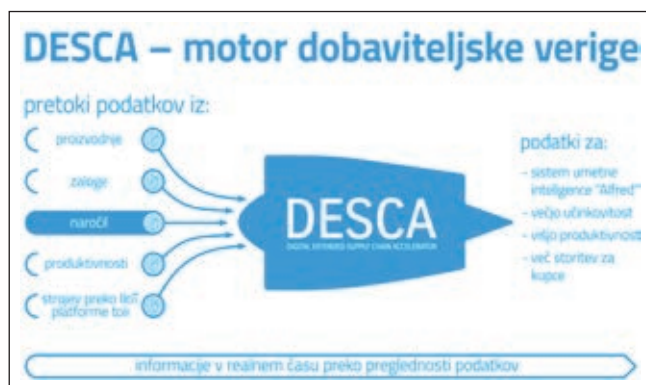 DESCA – motor dobaviteljske verige
pretoki podatkov iz:
proizvodnje
zaloge
naročil
produktivnosti
strojev preko IIoT
platforme toii
DESCA
DIGITAL EXTENDED SUPPLY CHAIN ACCELERATOR
podatki za:
- sistem umetne
inteligence "Alfred"
- večjo učinkovitost
- višjo produktivnost
- več storitev za
kupce
informacije v realnem času preko preglednosti podatkov